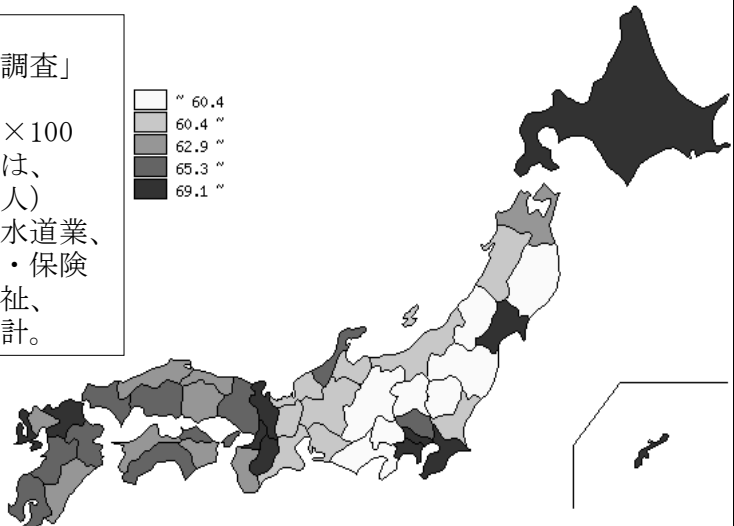 調査」
×100
は、
人）
水道業、
・保険
祉、
計。
~ 60.4
60.4 ~
62.9 ~
65.3 ~
69.1 ~